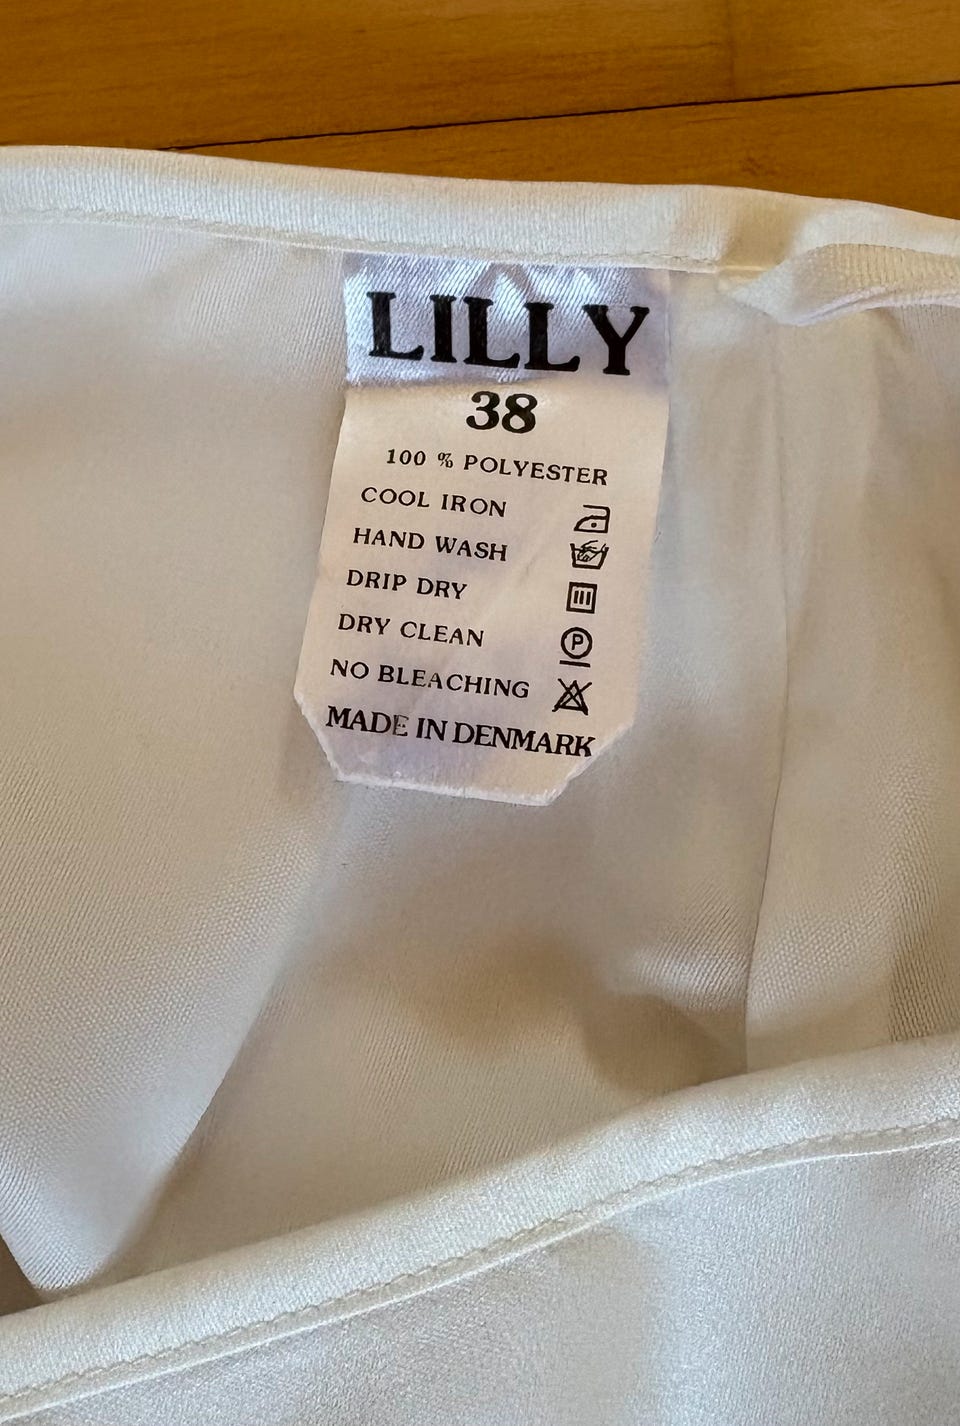 LILLY
38
100 % POLYESTER
COOL IRON
HAND WASH
DRIP DRY
DRY CLEAN P
NO BLEACHING
MADE IN DENMARK